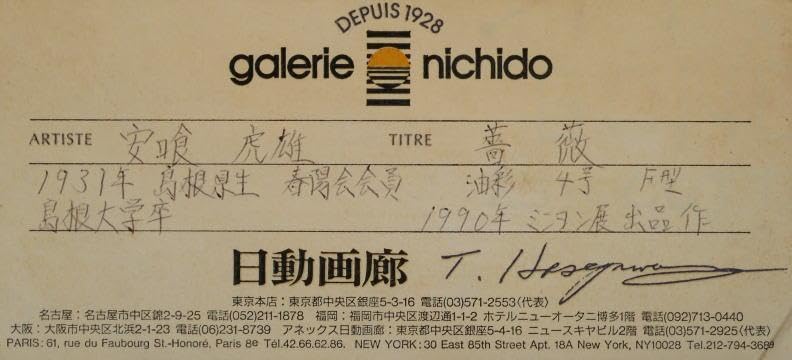 DEPUIS 1928
galerie nichido
ARTISTE 安喰 虎雄 TITRE 薔薇
1931年 島根県生 春陽会会員 油彩 4号 F型
島根大学卒 1990年 ミニヨン展 出品作
日動画廊 T. Hasegawa
東京本店：東京都中央区銀座5-3-16 電話(03)571-2553〈代表〉
名古屋：名古屋市中区錦2-9-25 電話(052)211-1878 福岡：福岡市中央区渡辺通1-1-2 ホテルニューオータニ博多1階 電話(092)713-0440
大阪：大阪市中央区北浜2-1-23 電話(06)231-8739 アネックス日動画廊：東京都中央区銀座5-4-16 ニュースキヤビル2階 電話(03)571-2925〈代表〉
PARIS: 61, rue du Faubourg St.-Honoré, Paris 8e Tél.42.66.62.86. NEW YORK: 30 East 85th Street Apt. 18A New York, NY10028 Tel.212-794-3689